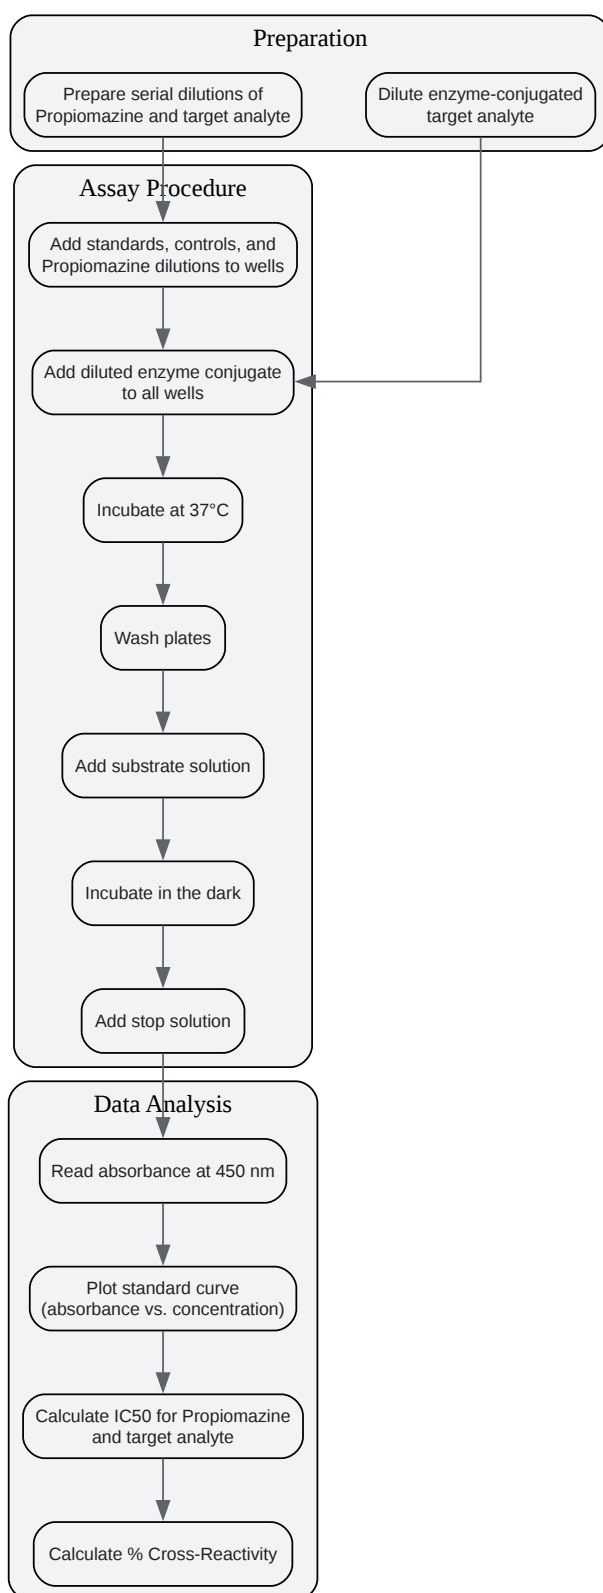 Preparation
Prepare serial dilutions of
Propiomazine and target analyte
Dilute enzyme-conjugated
target analyte
Assay Procedure
Add standards, controls, and
Propiomazine dilutions to wells
Add diluted enzyme conjugate
to all wells
Incubate at 37°C
Wash plates
Add substrate solution
Incubate in the dark
Add stop solution
Data Analysis
Read absorbance at 450 nm
Plot standard curve
(absorbance vs. concentration)
Calculate IC50 for Propiomazine
and target analyte
Calculate % Cross-Reactivity